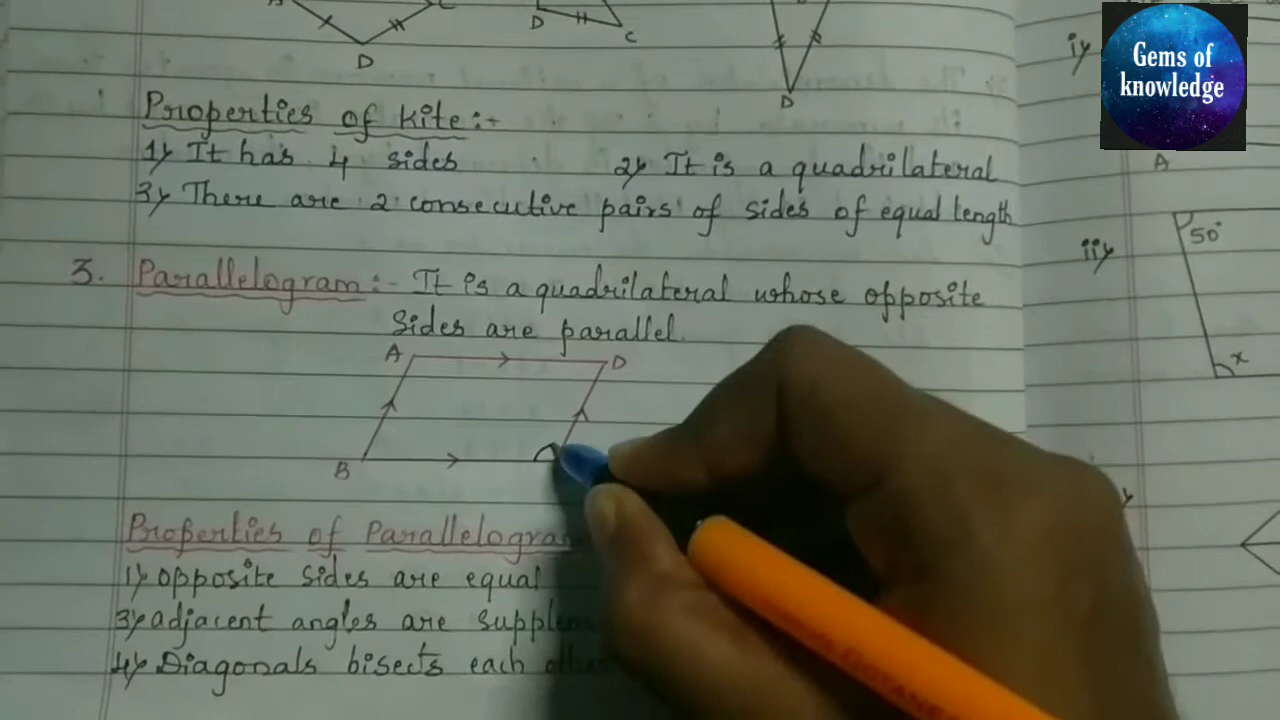 D
C
D
C
D
Properties of kite:-
1) It has 4 sides 2) It is a quadrilateral
3) There are 2 consecutive pairs of sides of equal length
3. Parallelogram:- It is a quadrilateral whose opposite
sides are parallel.
A D
B
Properties of
1) opposite sides are equal
3) adjacent angles are
4) Diagonals bisects each
Gems of
knowledge
iy
A
50°
iiy
x